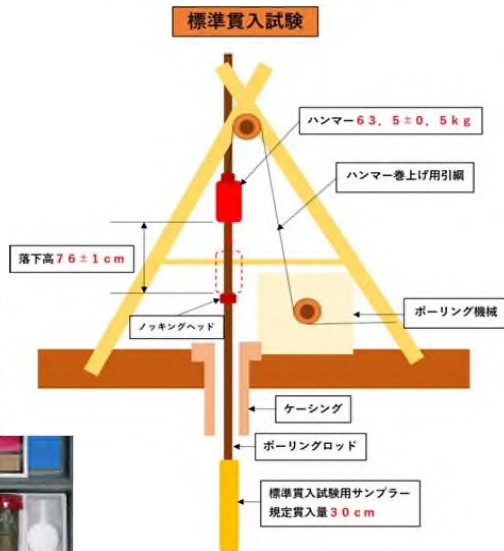 標準貫入試験
ハンマー63．5±0．5kg
ハンマー巻上げ用引綱
落下高76±1cm
ノッキングヘッド
ボーリング機械
ケーシング
ボーリングロッド
標準貫入試験用サンプラー
規定貫入量30cm